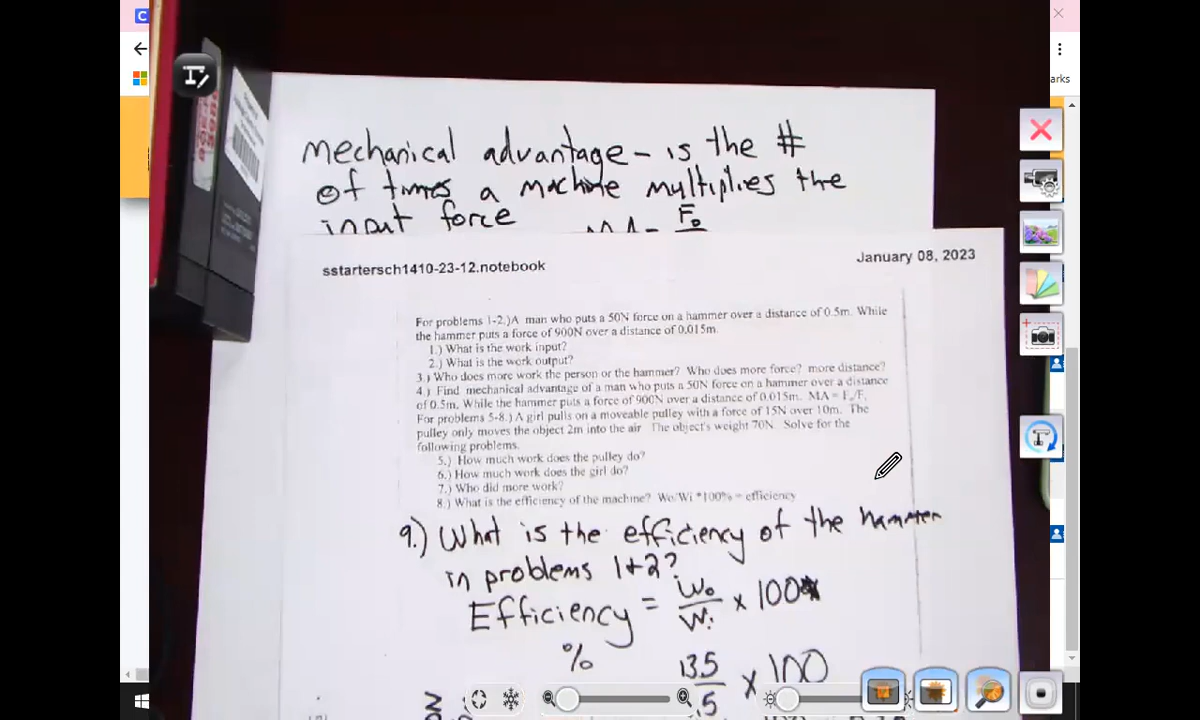 arks
mechanical advantage- is the #
of times a machine multiplies the
input force MA = Fo
sstartersch1410-23-12.notebook
January 08, 2023
For problems 1-2.)A man who puts a 50N force on a hammer over a distance of 0.5m. While
the hammer puts a force of 900N over a distance of 0.015m.
1.) What is the work input?
2.) What is the work output?
3.) Who does more work the person or the hammer? Who does more force? more distance?
4.) Find mechanical advantage of a man who puts a 50N force on a hammer over a distance
of 0.5m. While the hammer puts a force of 900N over a distance of 0.015m. MA = Fo/Fi
For problems 5-8.) A girl pulls on a moveable pulley with a force of 15N over 10m. The
pulley only moves the object 2m into the air The object's weight 70N. Solve for the
following problems.
5.) How much work does the pulley do?
6.) How much work does the girl do?
7.) Who did more work?
8.) What is the efficiency of the machine? Wo/Wi *100% = efficiency
9.) What is the efficiency of the hammer
in problems 1+2?
Efficiency = Wo/Wi x 100
%
13.5/.5 x 100